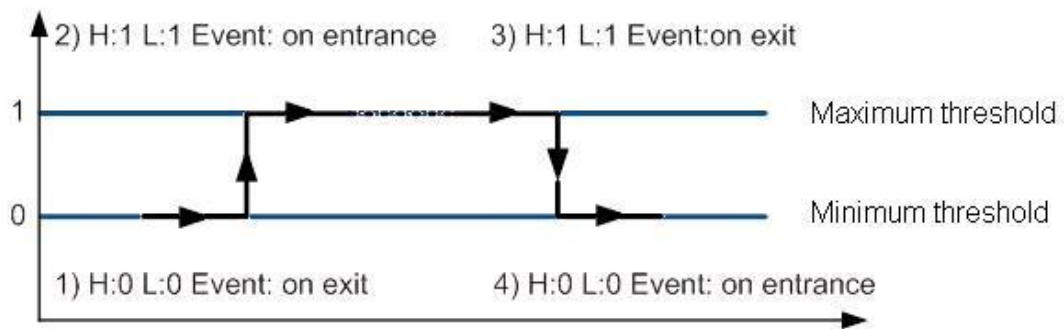 2) H:1 L:1 Event: on entrance
3) H:1 L:1 Event:on exit
1
Maximum threshold
0
Minimum threshold
1) H:0 L:0 Event: on exit
4) H:0 L:0 Event: on entrance